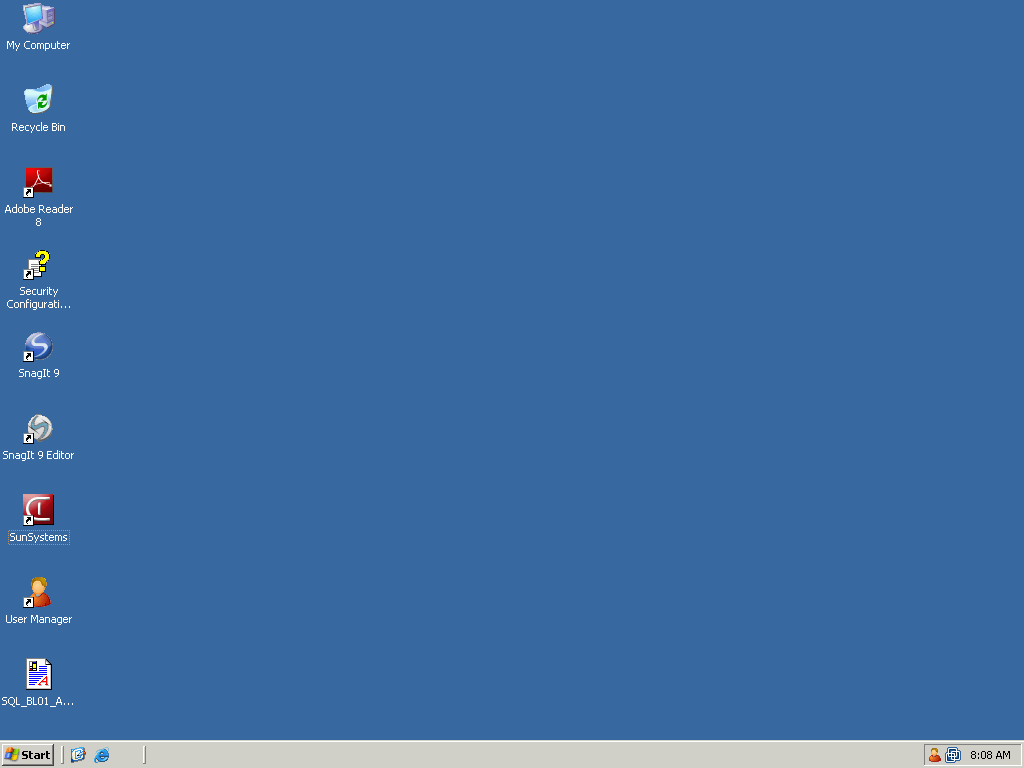 My Computer
Recycle Bin
Adobe Reader
8
Security
Configurati...
SnagIt 9
SnagIt 9 Editor
SunSystems
User Manager
SQL_BL01_A...
Start
8:08 AM